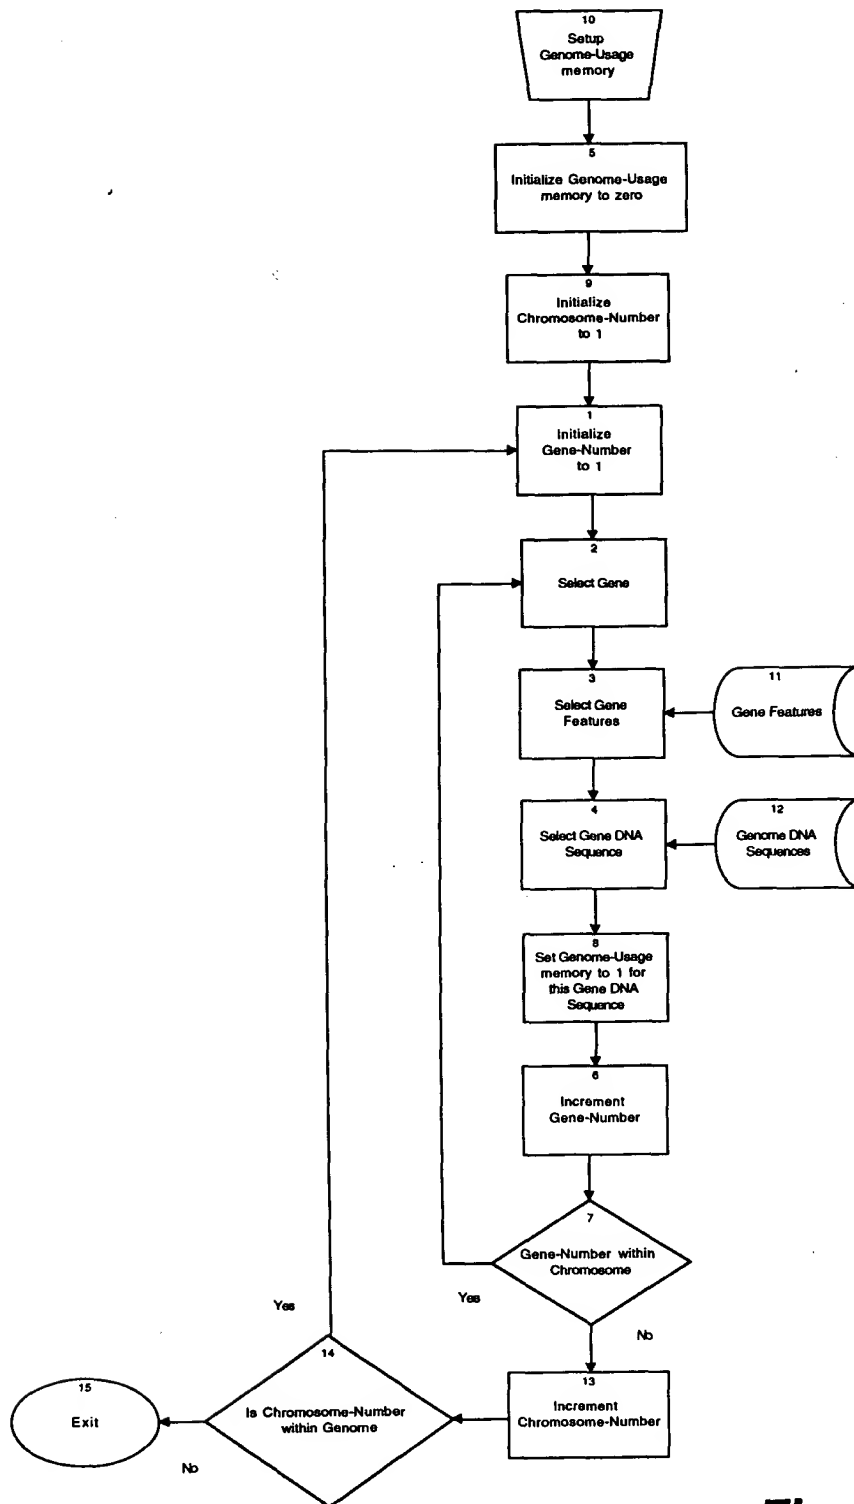 10
Setup
Genome-Usage
memory
5
Initialize Genome-Usage
memory to zero
9
Initialize
Chromosome-Number
to 1
1
Initialize
Gene-Number
to 1
2
Select Gene
3
Select Gene
Features
11
Gene Features
4
Select Gene DNA
Sequence
12
Genome DNA
Sequences
8
Set Genome-Usage
memory to 1 for
this Gene DNA
Sequence
6
Increment
Gene-Number
7
Gene-Number within
Chromosome
Yes
No
13
Increment
Chromosome-Number
14
Is Chromosome-Number
within Genome
Yes
No
15
Exit